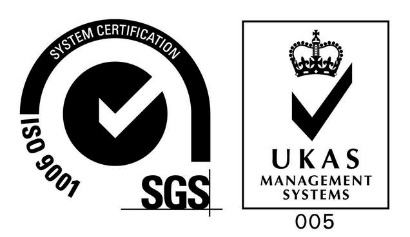 SYSTEM CERTIFICATION
ISO 9001
SGS
UKAS
MANAGEMENT
SYSTEMS
005